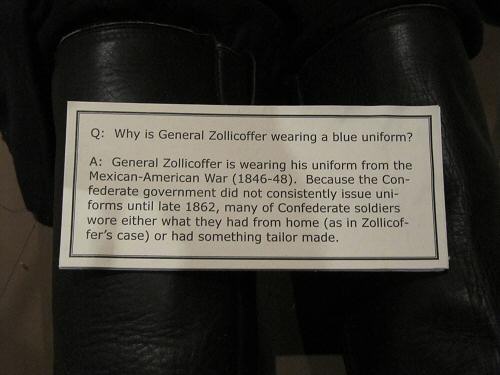 Q: Why is General Zollicoffer wearing a blue uniform?
A: General Zollicoffer is wearing his uniform from the
Mexican-American War (1846-48). Because the Con-
federate government did not consistently issue uni-
forms until late 1862, many of Confederate soldiers
wore either what they had from home (as in Zollicof-
fer's case) or had something tailor made.